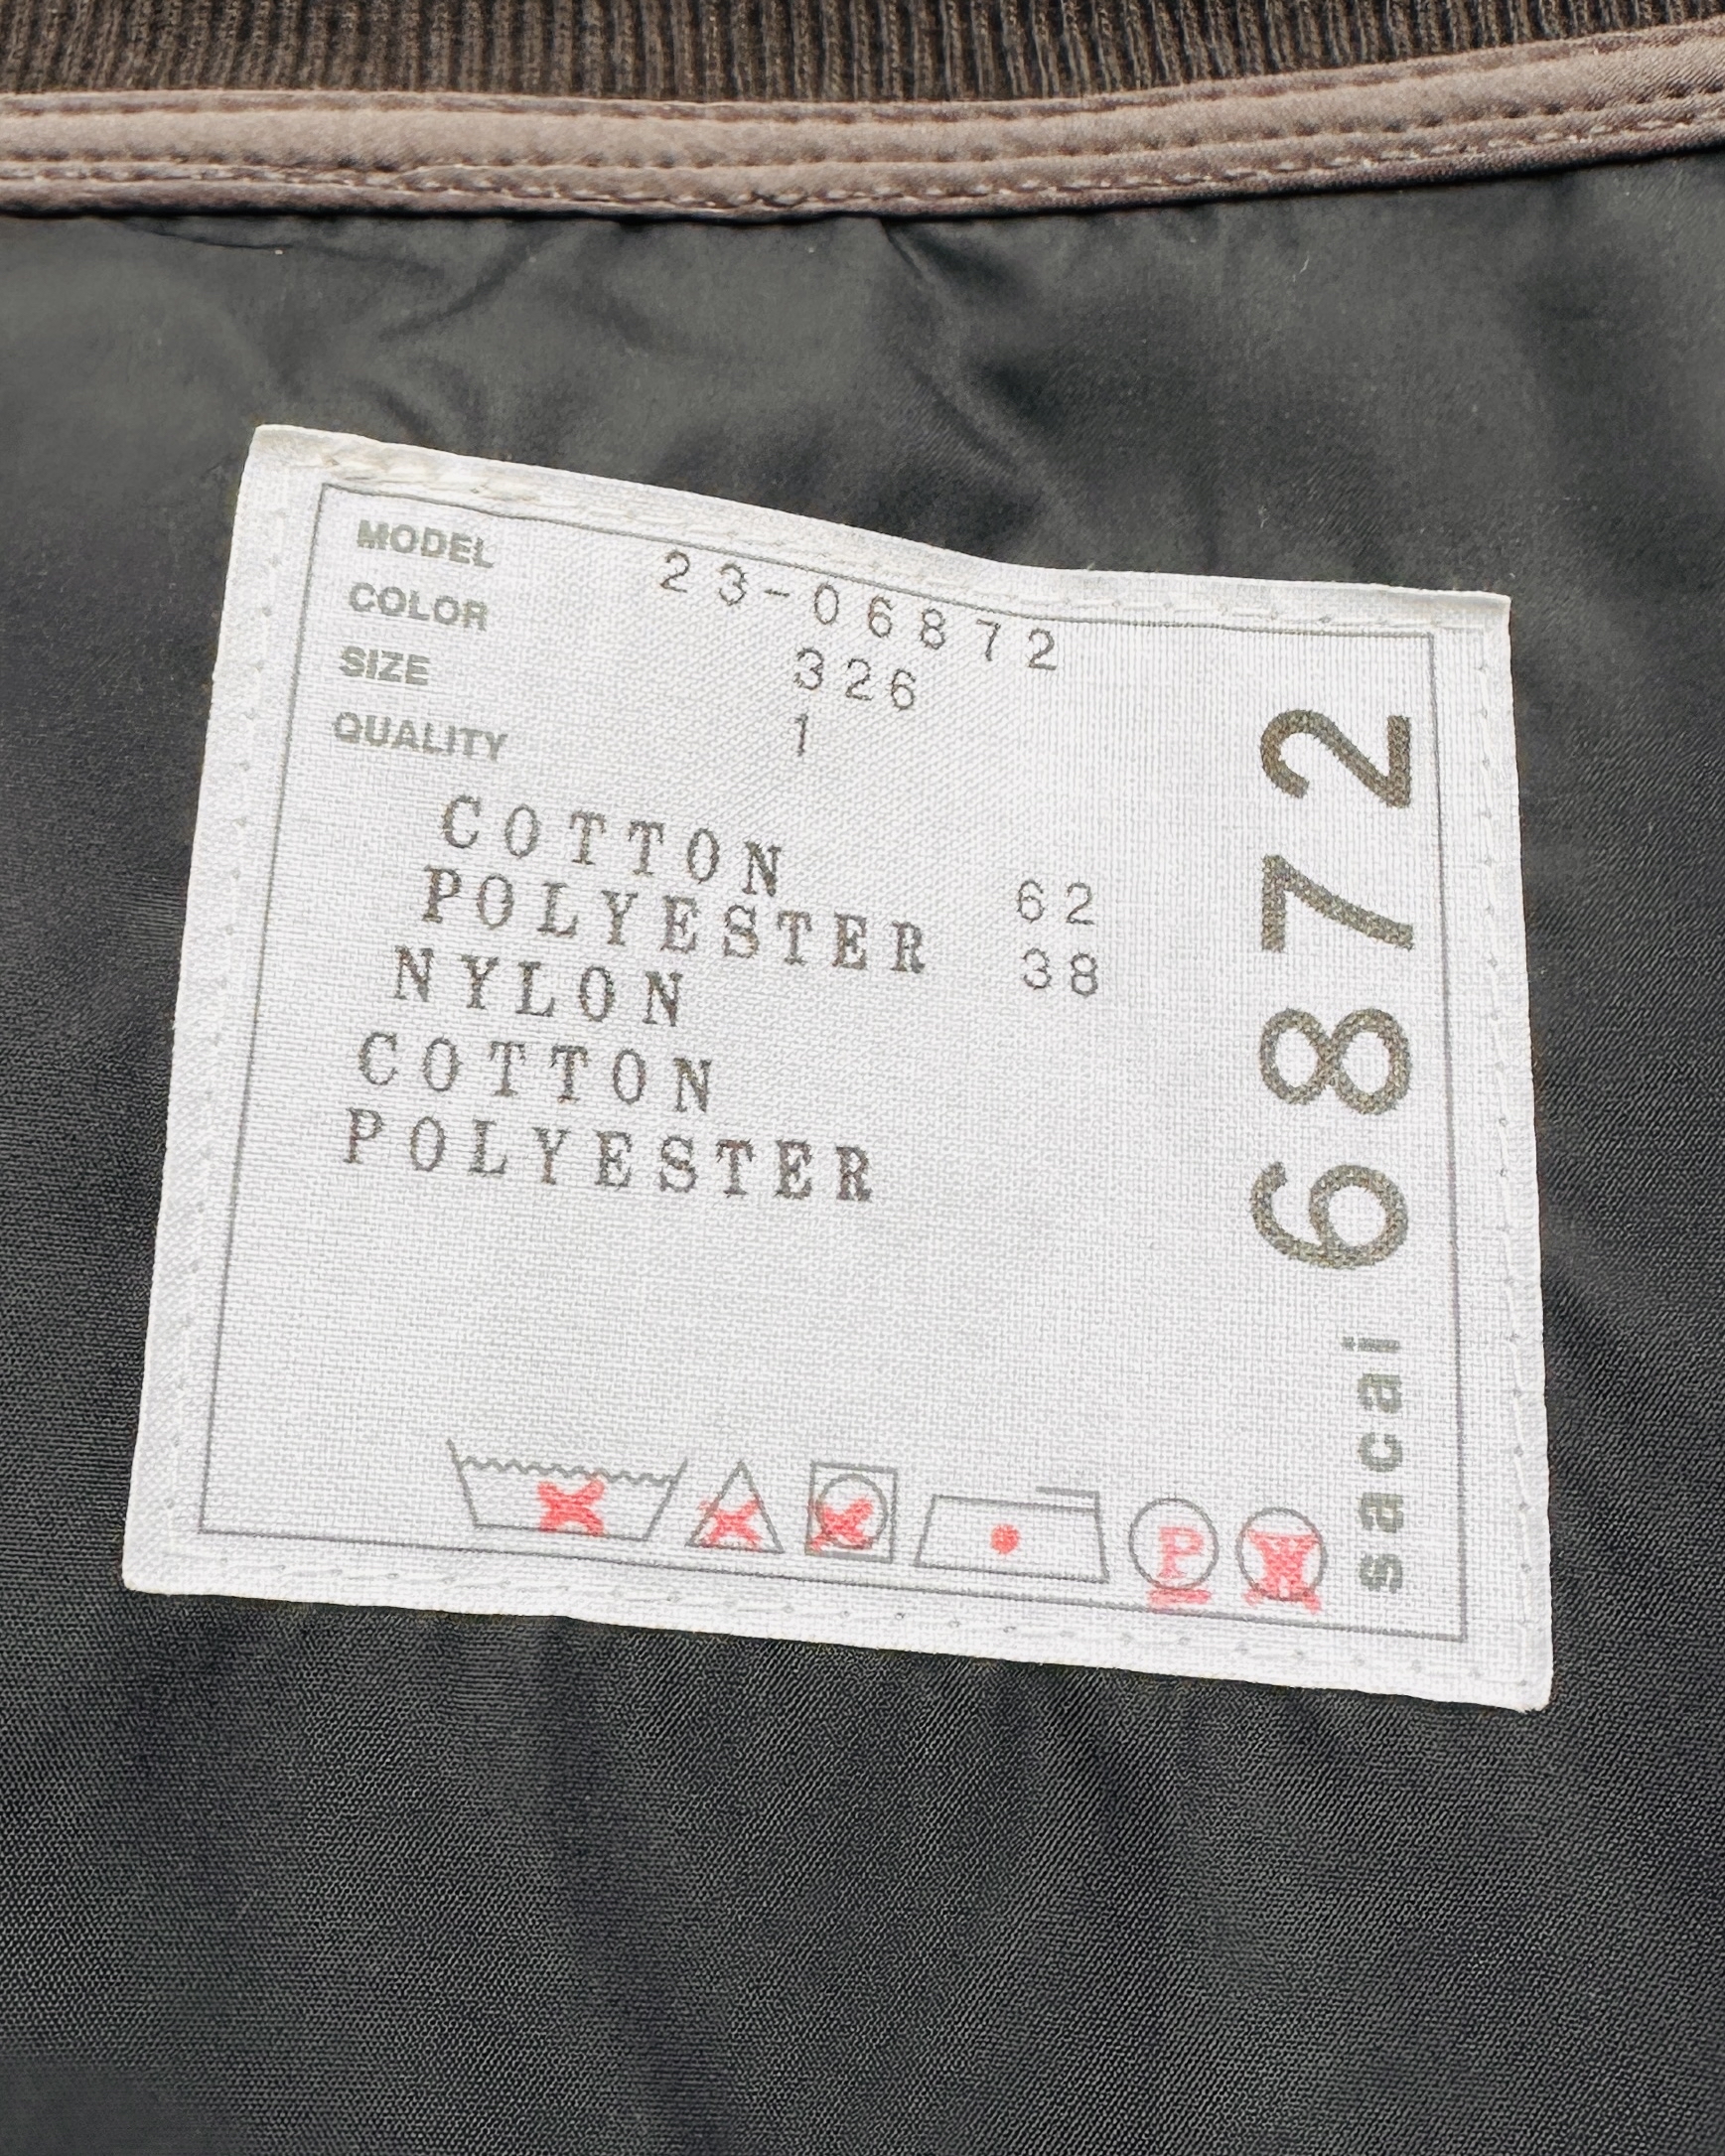 MODEL 23-06872
COLOR 326
SIZE 1
QUALITY
COTTON 62
POLYESTER 38
NYLON
COTTON
POLYESTER
P
W
sacai 6872